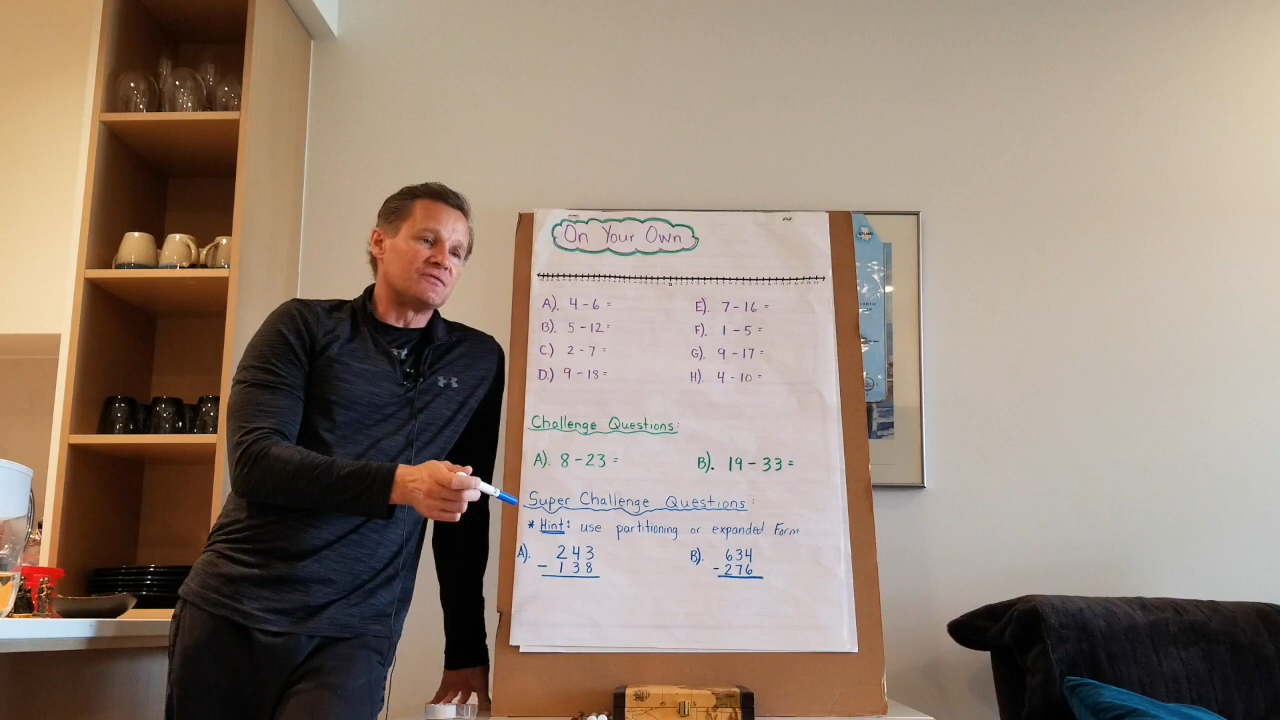 On Your Own
A). 4 - 6 =
B). 5 - 12 =
C.) 2 - 7 =
D.) 9 - 18 =
E). 7 - 16 =
F). 1 - 5 =
G). 9 - 17 =
H). 4 - 10 =
Challenge Questions:
A). 8 - 23 =
B). 19 - 33 =
Super Challenge Questions:
* Hint: use partitioning or expanded Form
A). 243
- 138
B). 634
- 276